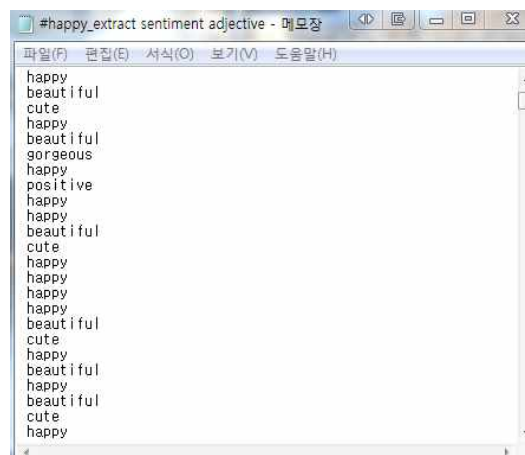 #happy_extract sentiment adjective - 메모장
파일(F) 편집(E) 서식(O) 보기(V) 도움말(H)
happy
beautiful
cute
happy
beautiful
gorgeous
happy
positive
happy
happy
beautiful
cute
happy
happy
happy
happy
beautiful
cute
happy
beautiful
happy
beautiful
cute
happy